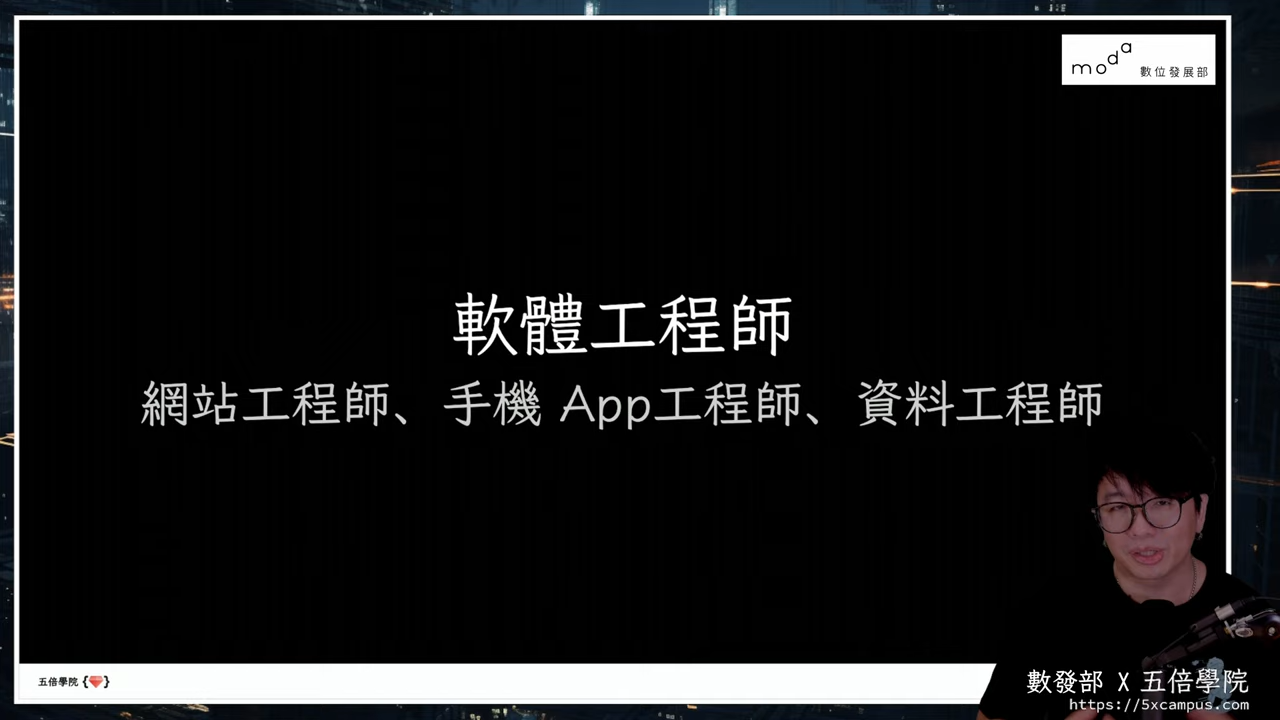 moda 數位發展部
軟體工程師
網站工程師、手機 App工程師、資料工程師
五倍學院 { }
數發部 X 五倍學院
https://5xcampus.com